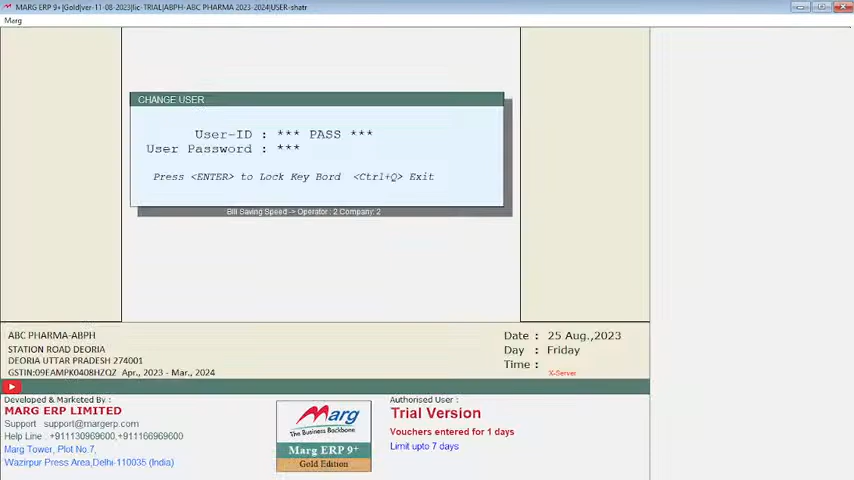 MARG ERP 9+|Gold|ver-11-08-2023|lic-TRIAL|ABPH-ABC PHARMA 2023-2024|USER-shatr
Marg
CHANGE USER
User-ID : *** PASS ***
User Password : ***
Press <ENTER> to Lock Key Bord <Ctrl+Q> Exit
Bill Saving Speed -> Operator : 2 Company: 2
ABC PHARMA-ABPH
STATION ROAD DEORIA
DEORIA UTTAR PRADESH 274001
GSTIN:09EAMPK0408HZQZ Apr., 2023 - Mar., 2024
Date : 25 Aug.,2023
Day : Friday
Time :
X-Server
Developed & Marketed By :
MARG ERP LIMITED
Support support@margerp.com
Help Line : +911130969600,+911166969600
Marg Tower, Plot No.7,
Wazirpur Press Area,Delhi-110035 (India)
Marg
The Business Backbone
Marg ERP 9+
Gold Edition
Authorised User :
Trial Version
Vouchers entered for 1 days
Limit upto 7 days